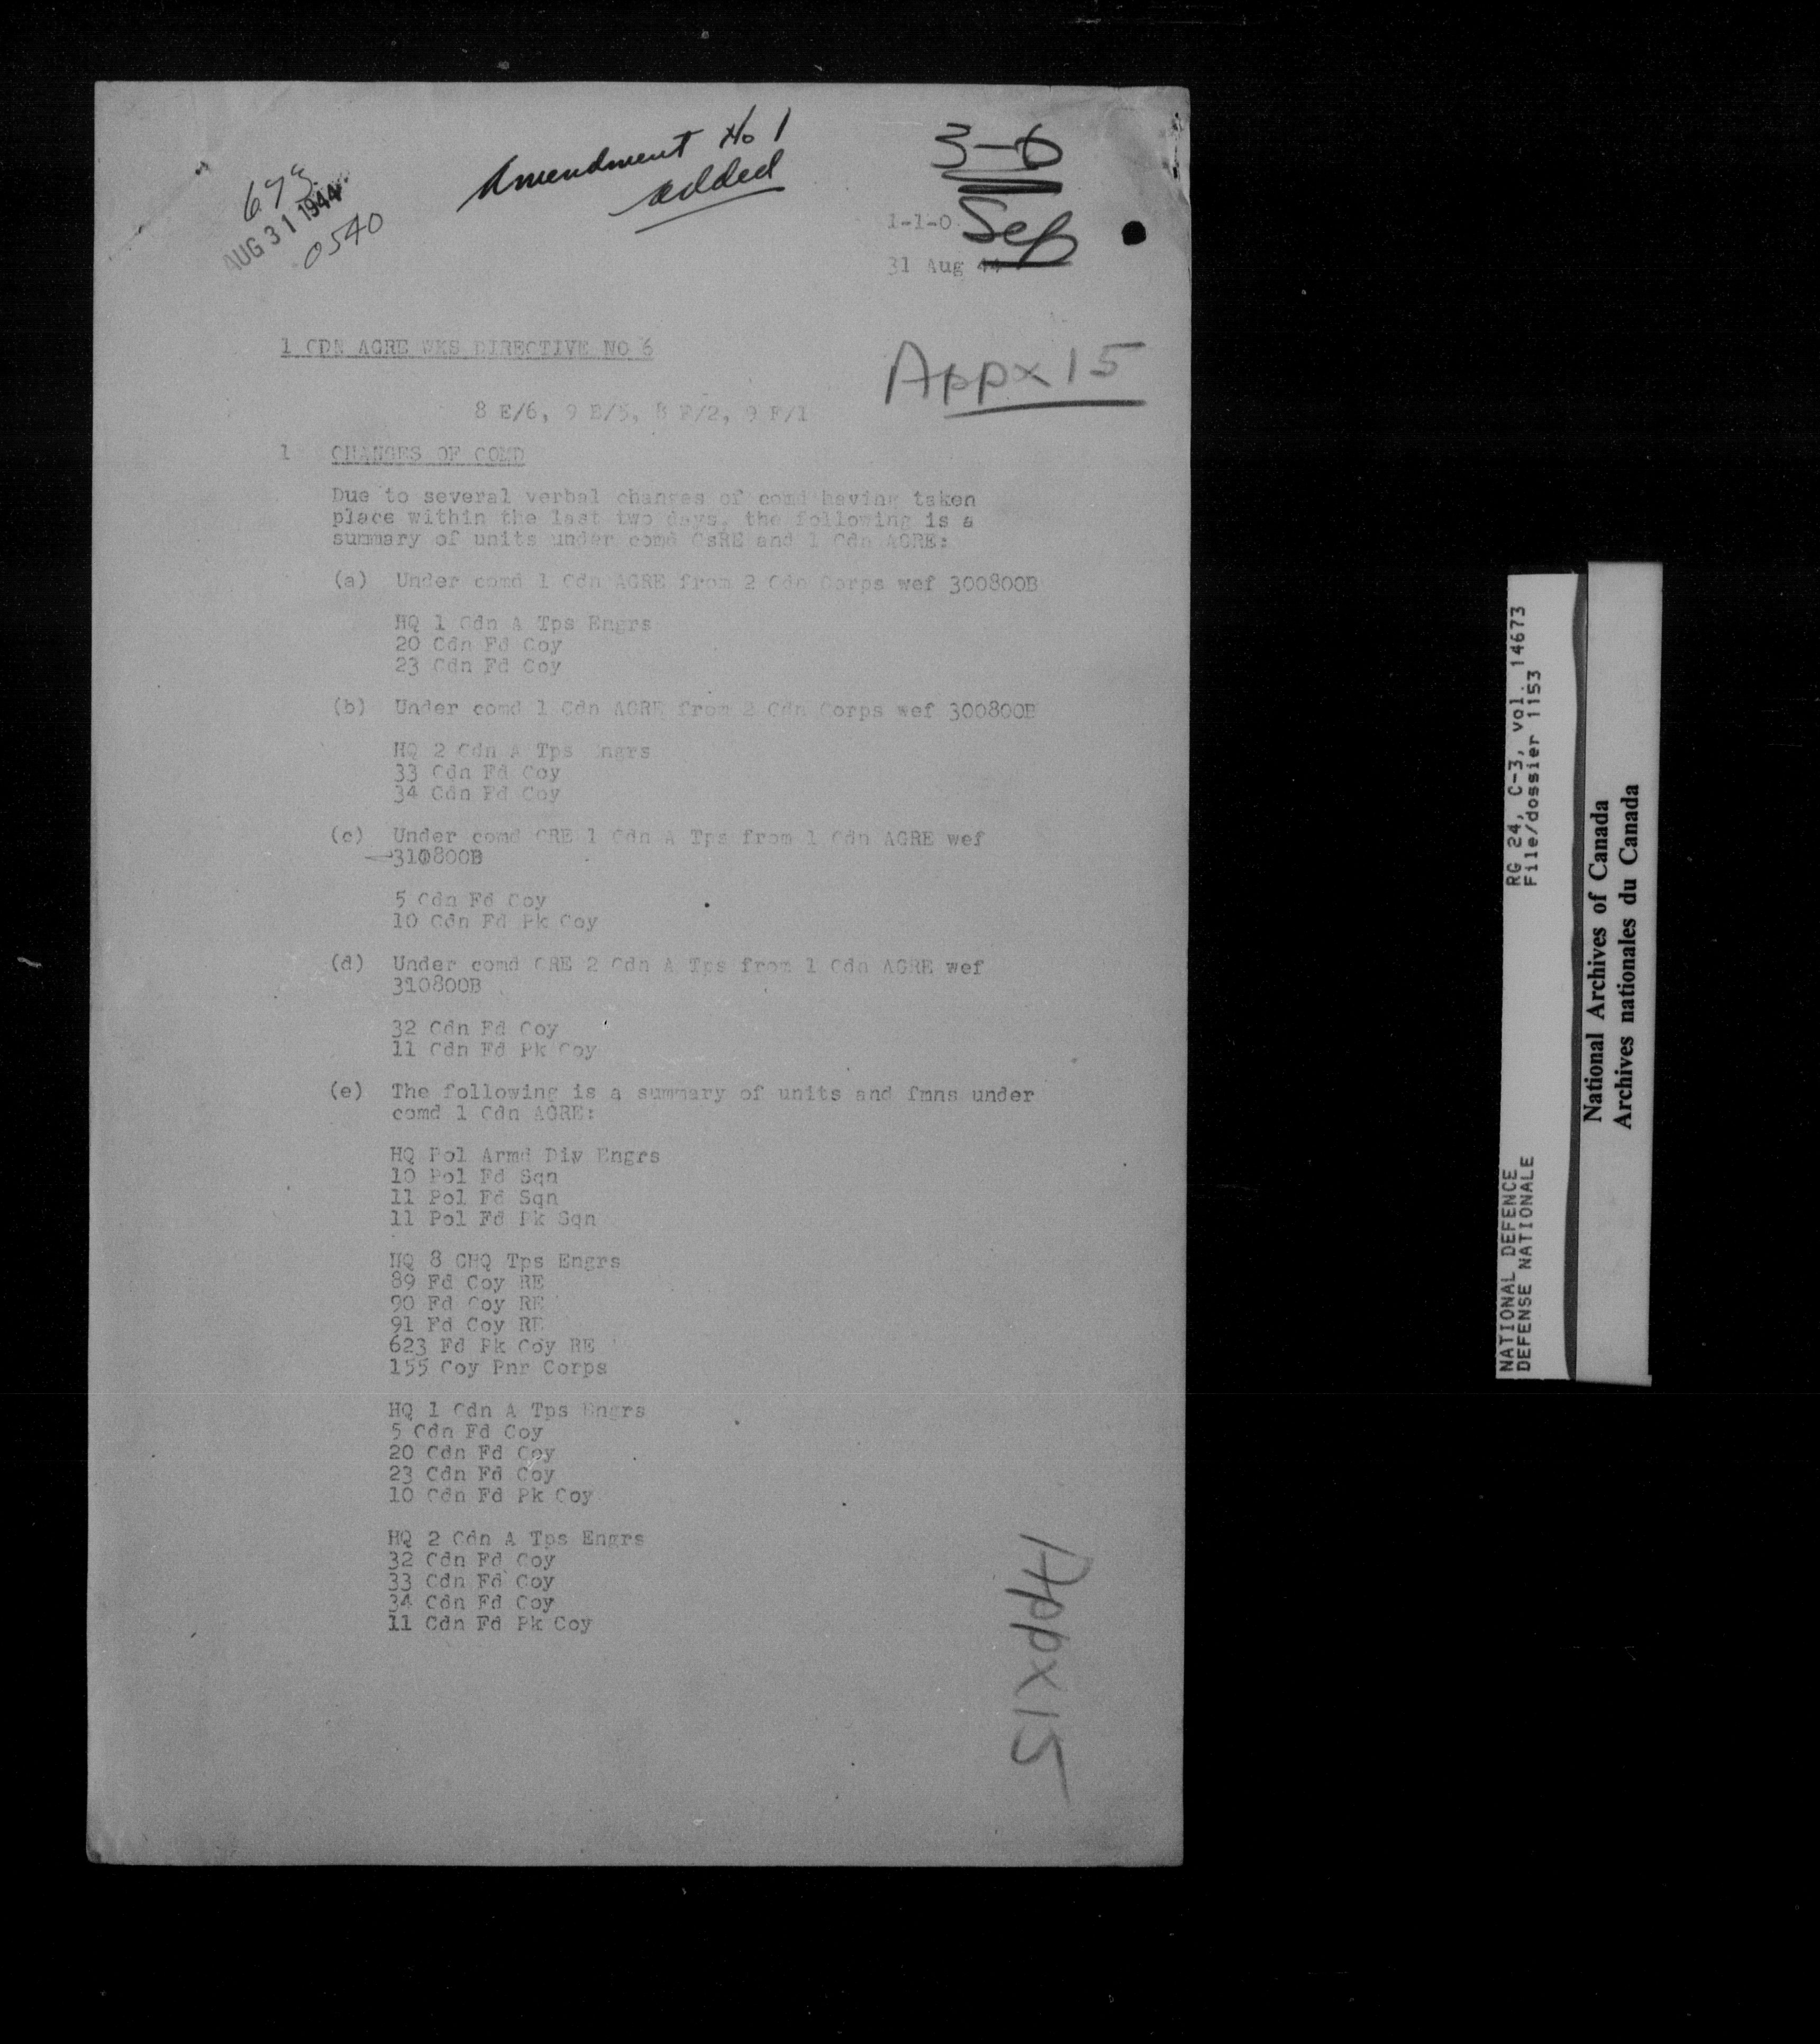 Amendment No 1
added
673
AUG 31 1944
0540
3-6
Sep
1-1-0
31 Aug 44
1 CDN AGRE WKS DIRECTIVE NO 6
Appx 15
8 E/6, 9 E/5, 8 F/2, 9 F/1
1 CHANGES OF COMD
Due to several verbal changes of comd having taken
place within the last two days, the following is a
summary of units under comd CsRE and 1 Cdn AGRE:
(a) Under comd 1 Cdn AGRE from 2 Cdn Corps wef 300800B
HQ 1 Cdn A Tps Engrs
20 Cdn Fd Coy
23 Cdn Fd Coy
(b) Under comd 1 Cdn AGRE from 2 Cdn Corps wef 300800B
HQ 2 Cdn A Tps Engrs
33 Cdn Fd Coy
34 Cdn Fd Coy
(c) Under comd CRE 1 Cdn A Tps from 1 Cdn AGRE wef
310800B
5 Cdn Fd Coy
10 Cdn Fd Pk Coy
(d) Under comd CRE 2 Cdn A Tps from 1 Cdn AGRE wef
310800B
32 Cdn Fd Coy
11 Cdn Fd Pk Coy
(e) The following is a summary of units and fmns under
comd 1 Cdn AGRE:
HQ Pol Armd Div Engrs
10 Pol Fd Sqn
11 Pol Fd Sqn
11 Pol Fd Pk Sqn
HQ 8 GHQ Tps Engrs
89 Fd Coy RE
90 Fd Coy RE
91 Fd Coy RE
623 Fd Pk Coy RE
155 Coy Pnr Corps
HQ 1 Cdn A Tps Engrs
5 Cdn Fd Coy
20 Cdn Fd Coy
23 Cdn Fd Coy
10 Cdn Fd Pk Coy
HQ 2 Cdn A Tps Engrs
32 Cdn Fd Coy
33 Cdn Fd Coy
34 Cdn Fd Coy
11 Cdn Fd Pk Coy
Appx 15
NATIONAL DEFENCE RG 24, C-3, vol. 14673
DEFENSE NATIONALE File/dossier 1153
National Archives of Canada
Archives nationales du Canada